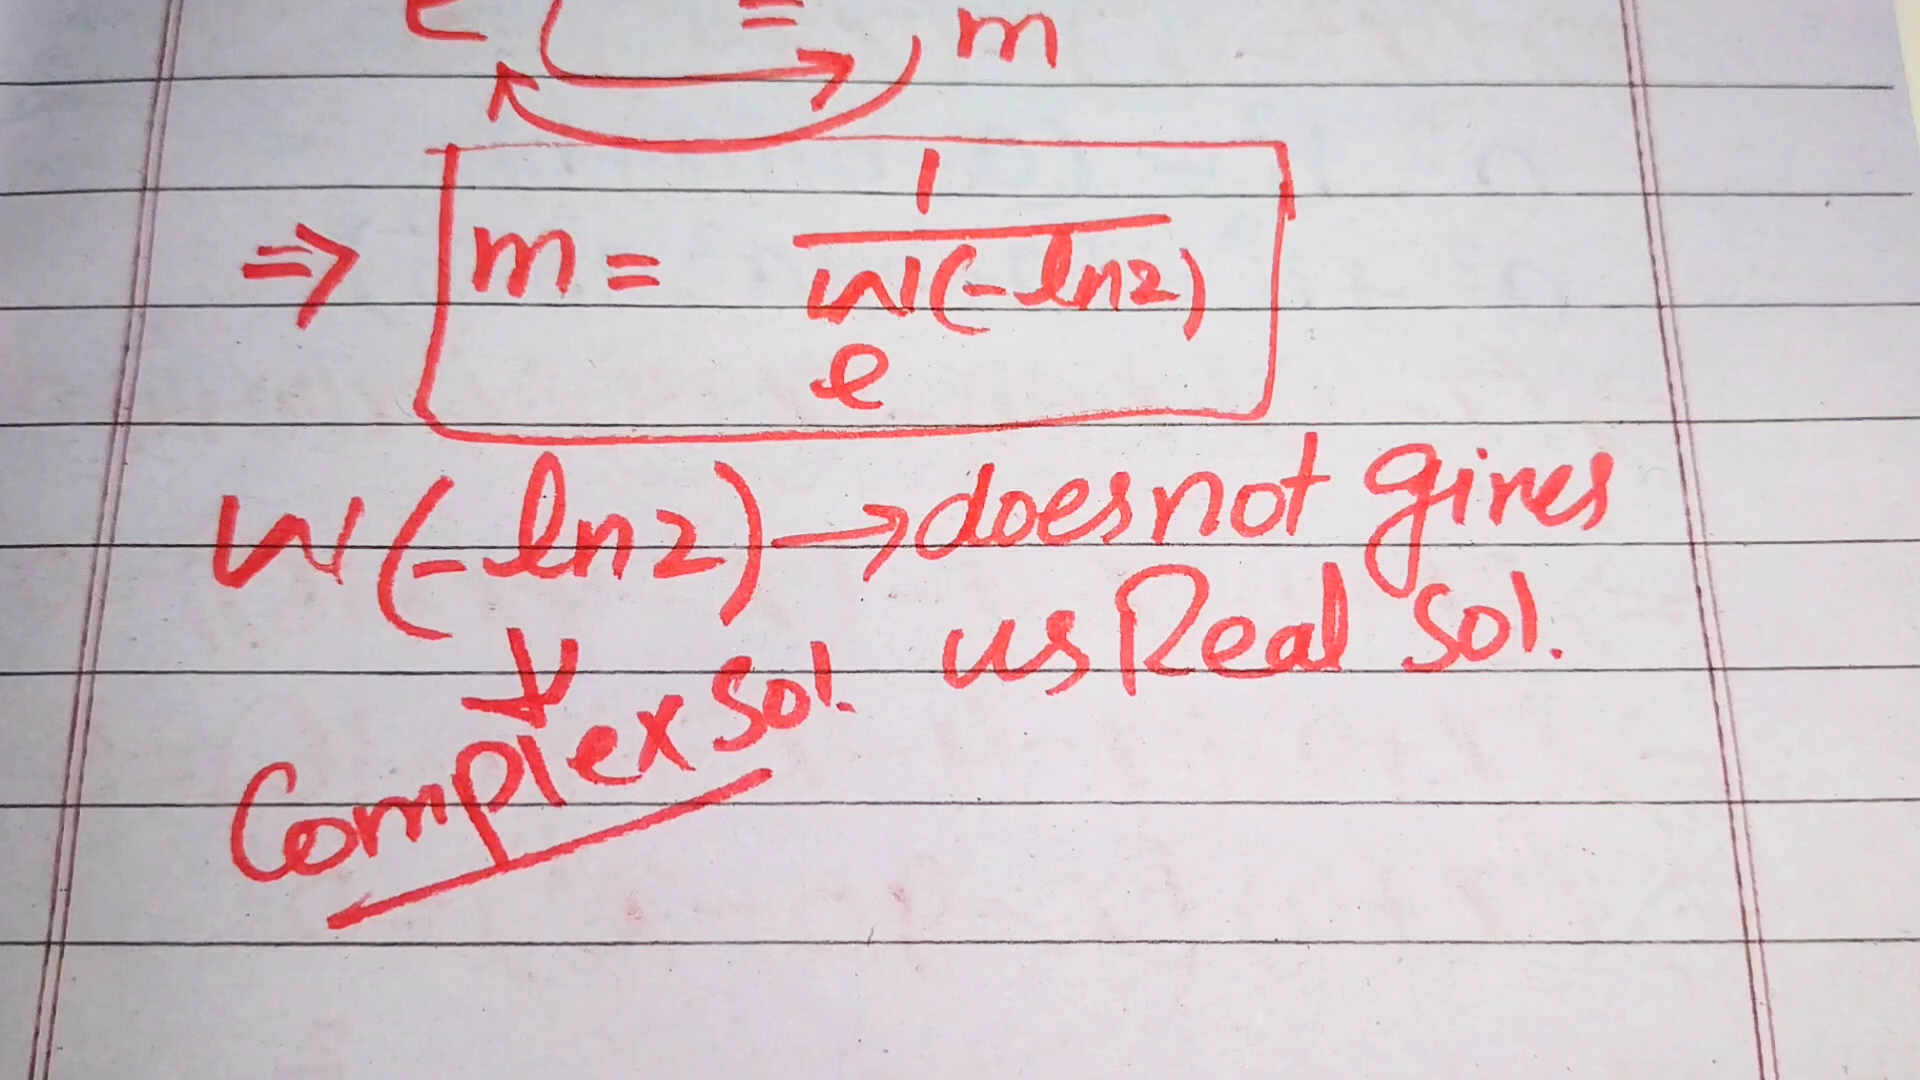 e = m
⇒ m = 1
w(-ln2)
e
w(-ln2) → does not gives
us Real Sol.
Complex Sol.